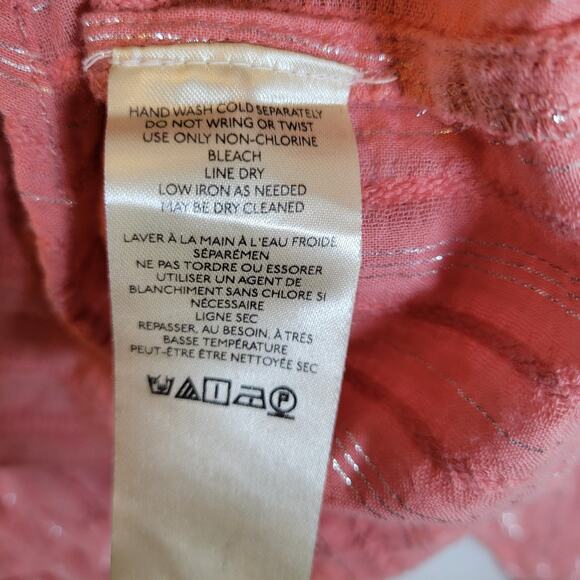 HAND WASH COLD SEPARATELY
DO NOT WRING OR TWIST
USE ONLY NON-CHLORINE
BLEACH
LINE DRY
LOW IRON AS NEEDED
MAY BE DRY CLEANED
LAVER À LA MAIN À L'EAU FROIDE
SÉPARÉMEN
NE PAS TORDRE OU ESSORER
UTILISER UN AGENT DE
BLANCHIMENT SANS CHLORE SI
NÉCESSAIRE
LIGNE SEC
REPASSER, AU BESOIN, À TRÈS
BASSE TEMPÉRATURE
PEUT-ÊTRE ÊTRE NETTOYÉE SEC
P